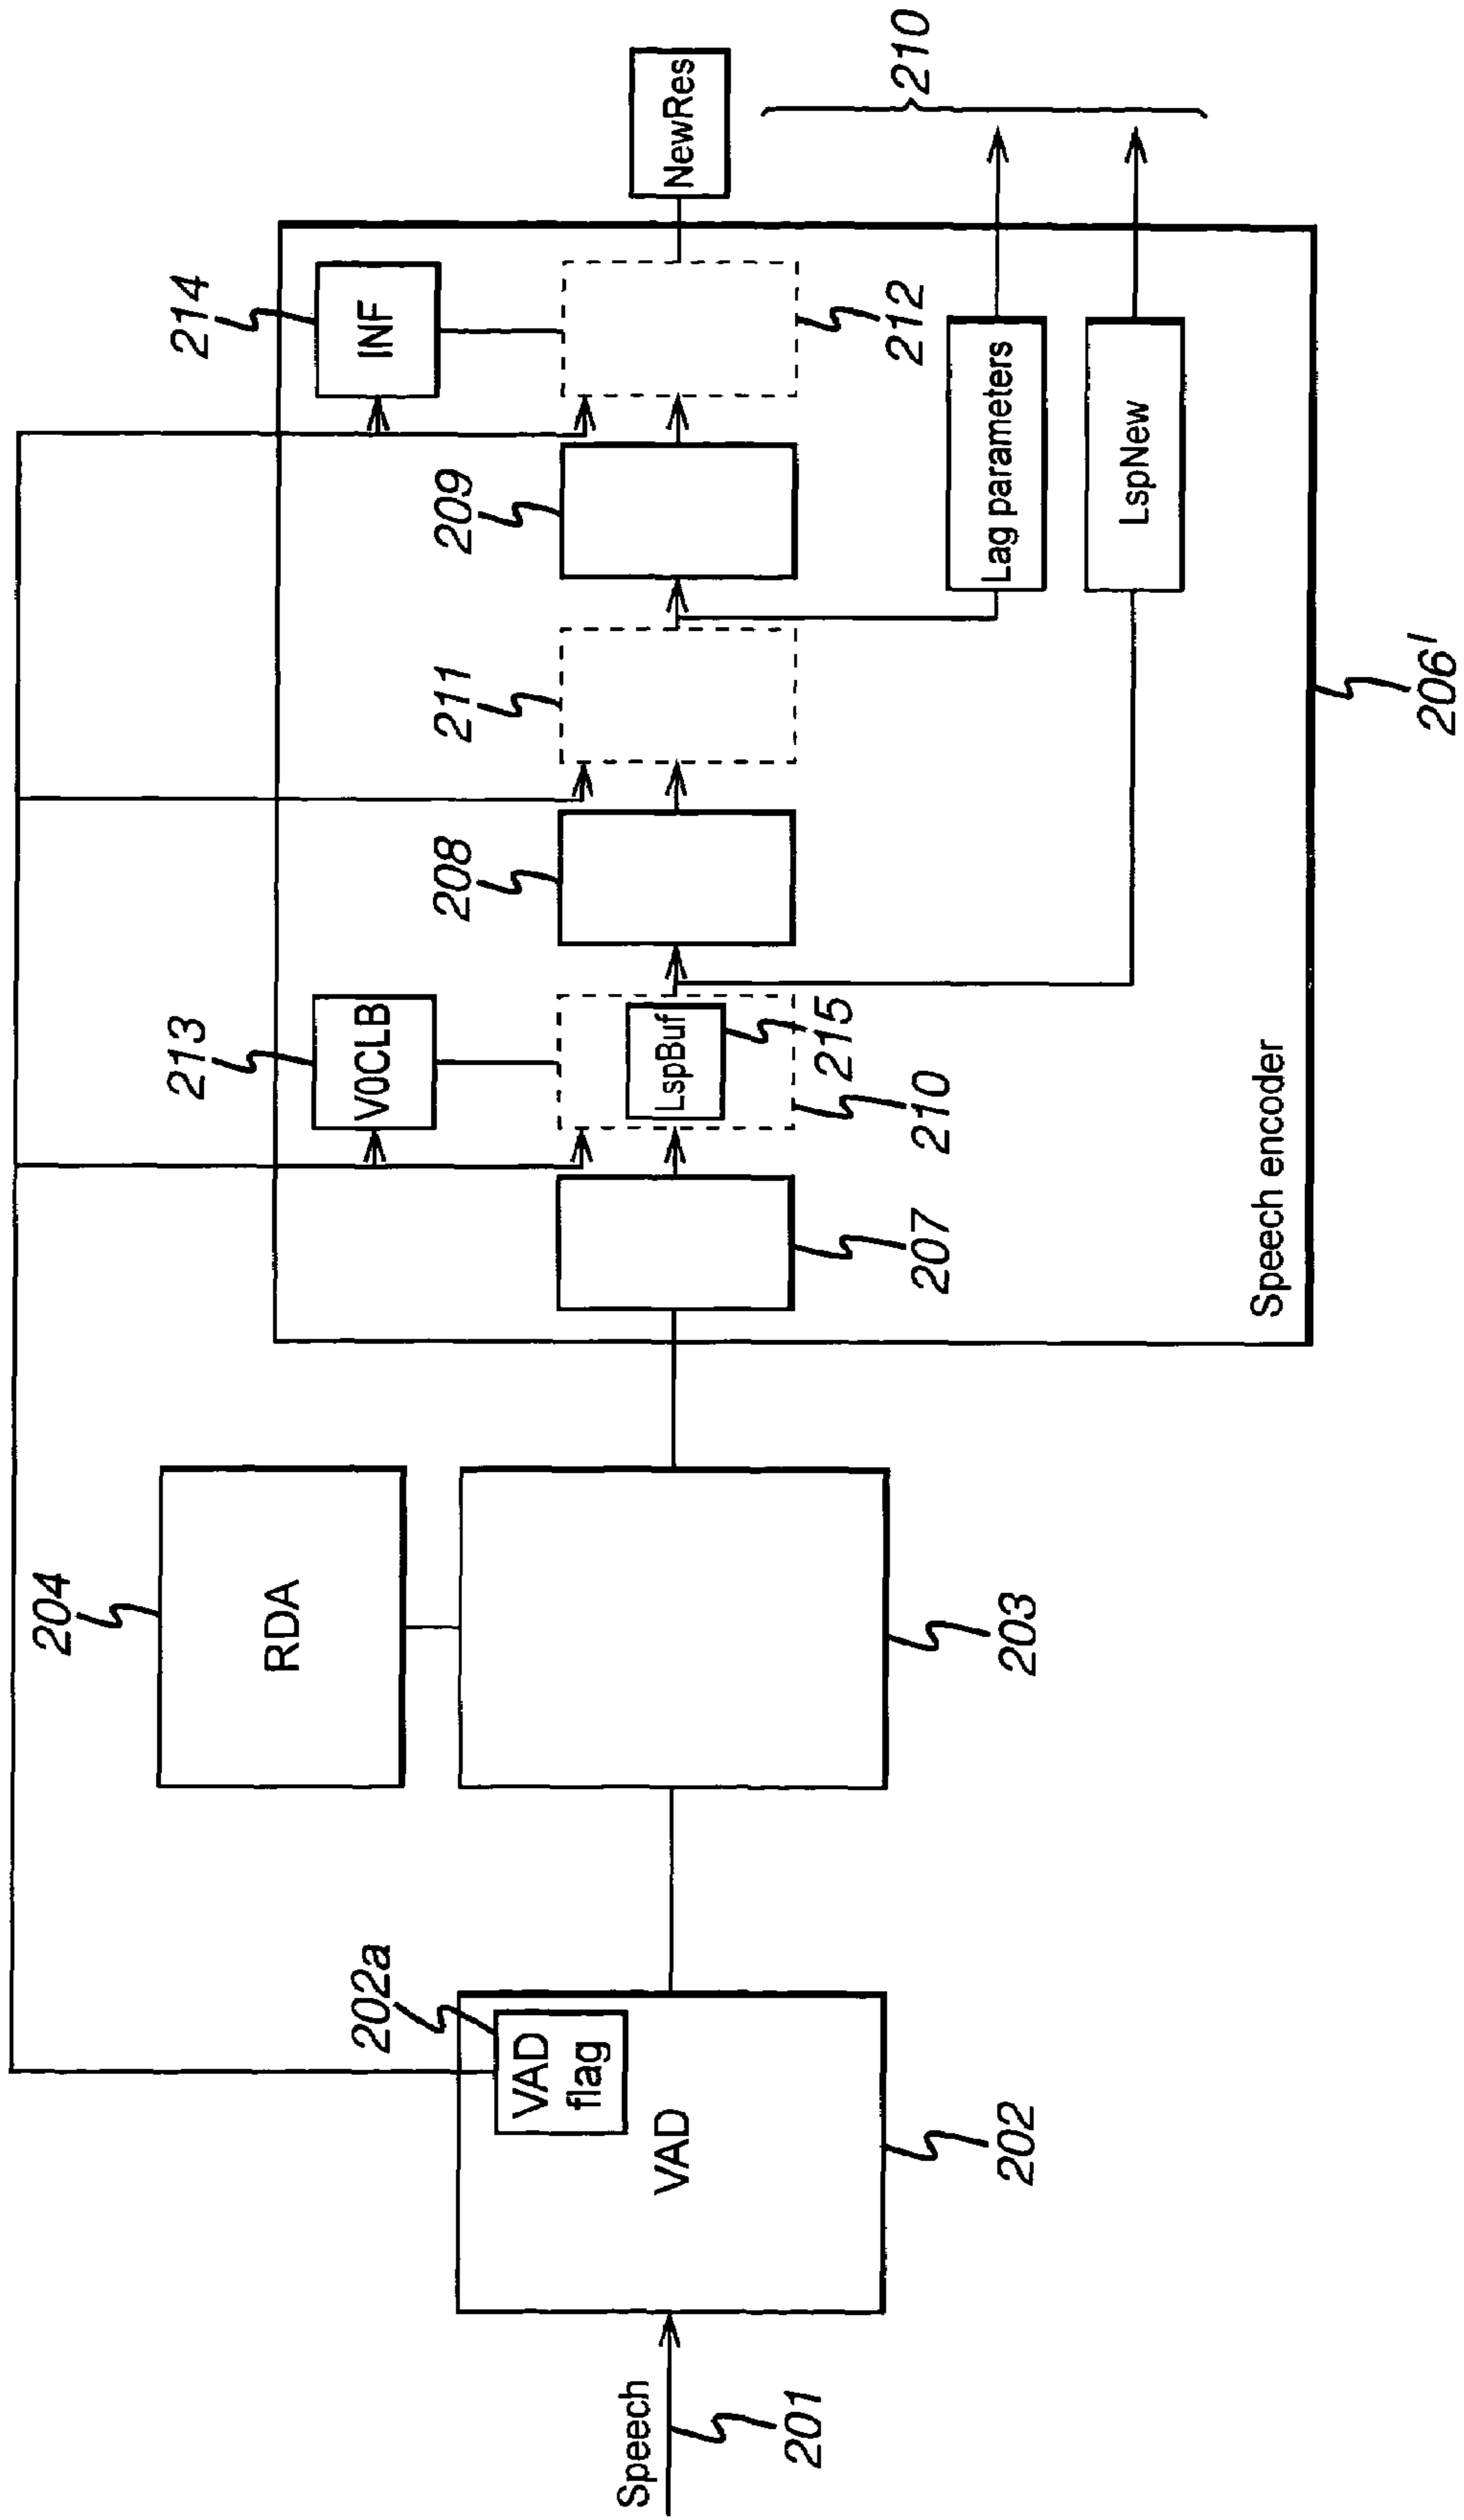 Speech
201
VAD
flag
202a
VAD
202
RDA
204
203
207
V0CLB
213
LspBuf
215
210
208
211
209
INF
214
212
Lag parameters
LspNew
NewRes
210
Speech encoder
206'